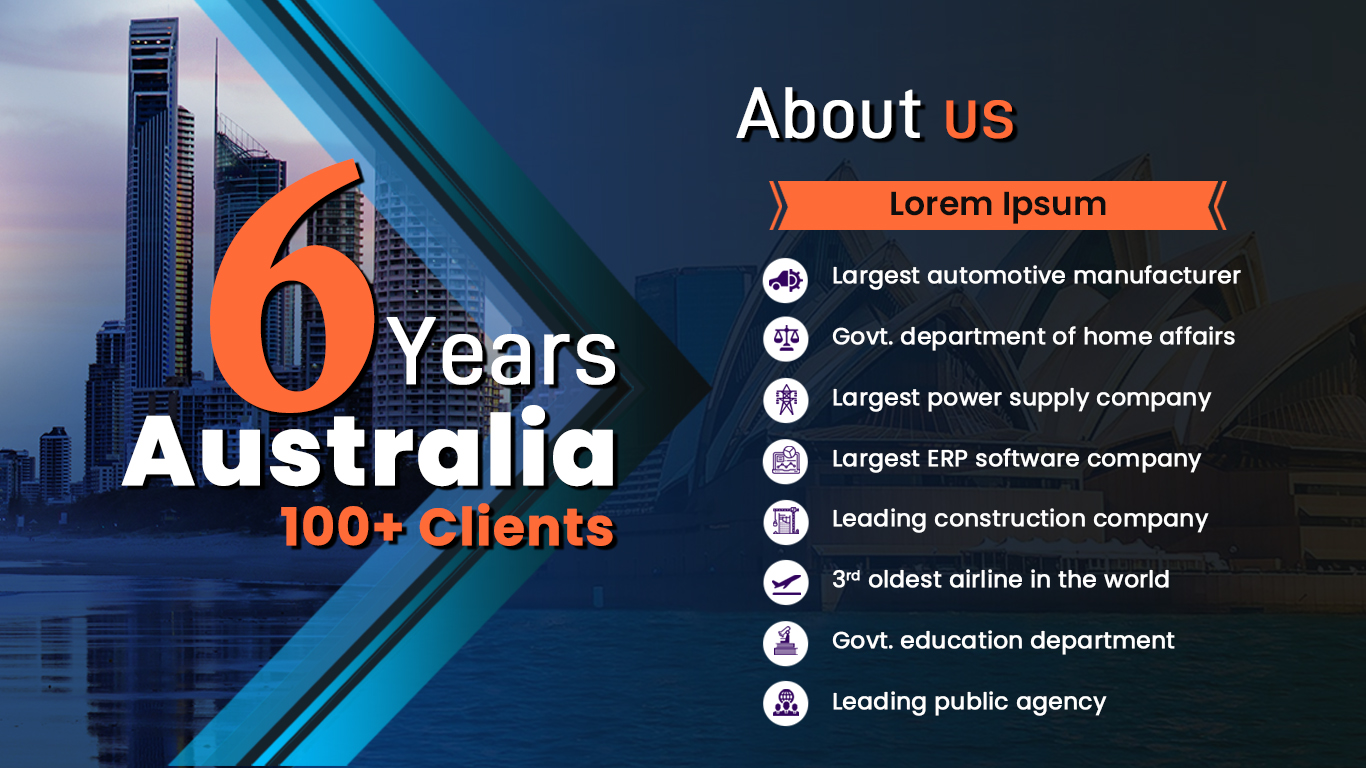 6 Years
Australia
100+ Clients
About us
Lorem Ipsum
Largest automotive manufacturer
Govt. department of home affairs
Largest power supply company
Largest ERP software company
Leading construction company
3rd oldest airline in the world
Govt. education department
Leading public agency